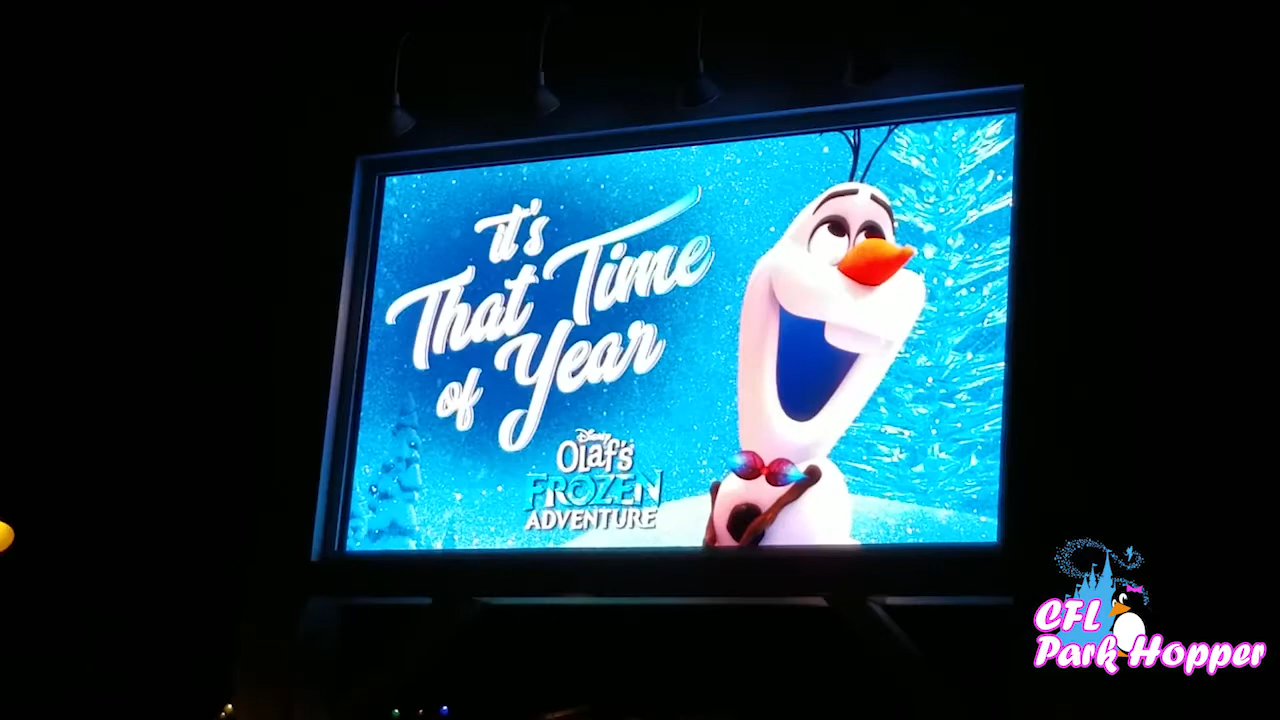 it's
That Time
of Year
Disney
Olaf's
FROZEN
ADVENTURE
CFL
Park Hopper